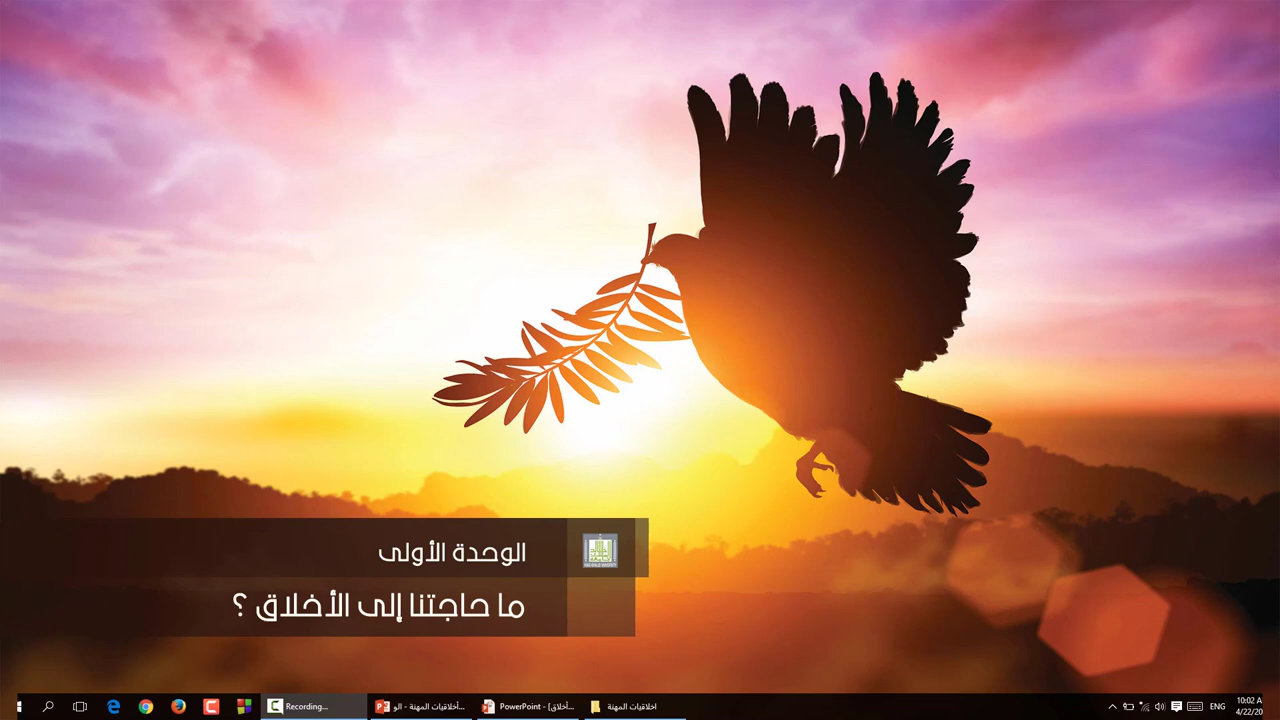 الوحدة الأولى
ما حاجتنا إلى الأخلاق ؟
Recording...
أخلاقيات المهنة - الو...
PowerPoint - [أخلاق...
اخلاقيات المهنة
ENG
10:02 A
4/22/20